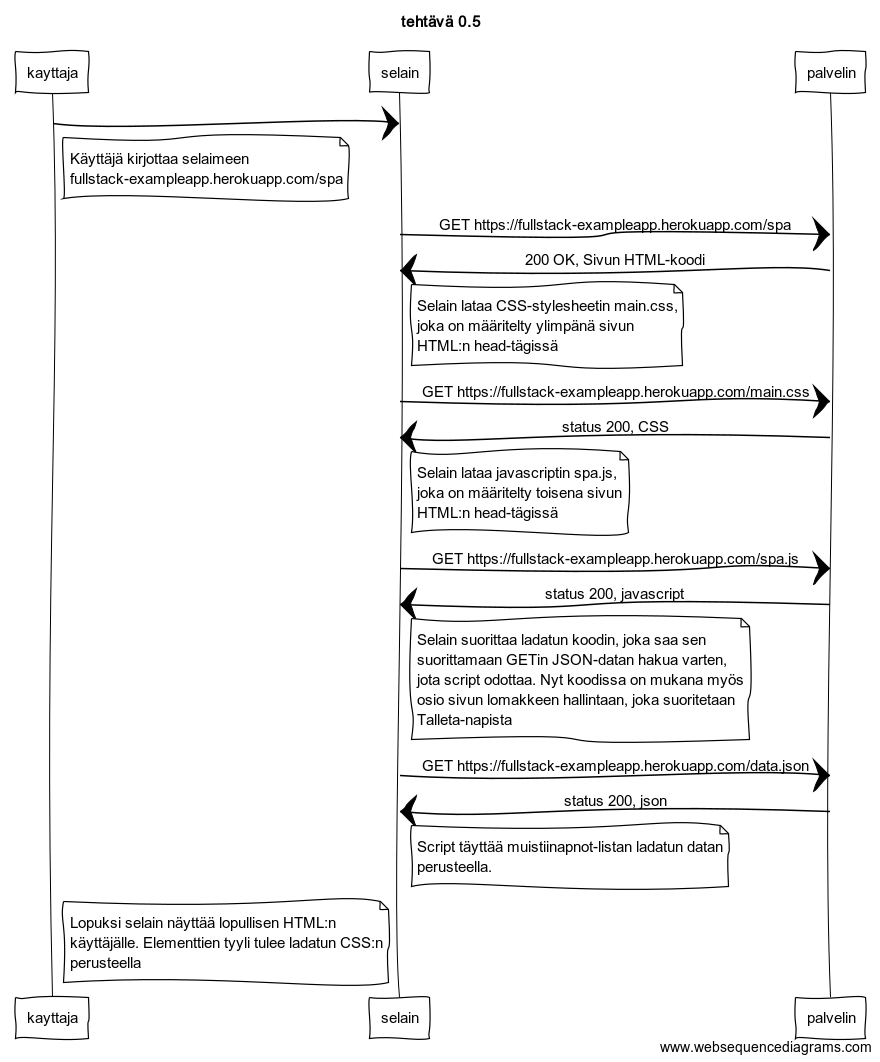 tehtävä 0.5
kayttaja
selain
palvelin
Käyttäjä kirjottaa selaimeen
fullstack-exampleapp.herokuapp.com/spa
GET https://fullstack-exampleapp.herokuapp.com/spa
200 OK, Sivun HTML-koodi
Selain lataa CSS-stylesheetin main.css,
joka on määritelty ylimpänä sivun
HTML:n head-tägissä
GET https://fullstack-exampleapp.herokuapp.com/main.css
status 200, CSS
Selain lataa javascriptin spa.js,
joka on määritelty toisena sivun
HTML:n head-tägissä
GET https://fullstack-exampleapp.herokuapp.com/spa.js
status 200, javascript
Selain suorittaa ladatun koodin, joka saa sen
suorittamaan GETin JSON-datan hakua varten,
jota script odottaa. Nyt koodissa on mukana myös
osio sivun lomakkeen hallintaan, joka suoritetaan
Talleta-napista
GET https://fullstack-exampleapp.herokuapp.com/data.json
status 200, json
Script täyttää muistiinapnot-listan ladatun datan
perusteella.
Lopuksi selain näyttää lopullisen HTML:n
käyttäjälle. Elementtien tyyli tulee ladatun CSS:n
perusteella
kayttaja
selain
palvelin
www.websequencediagrams.com